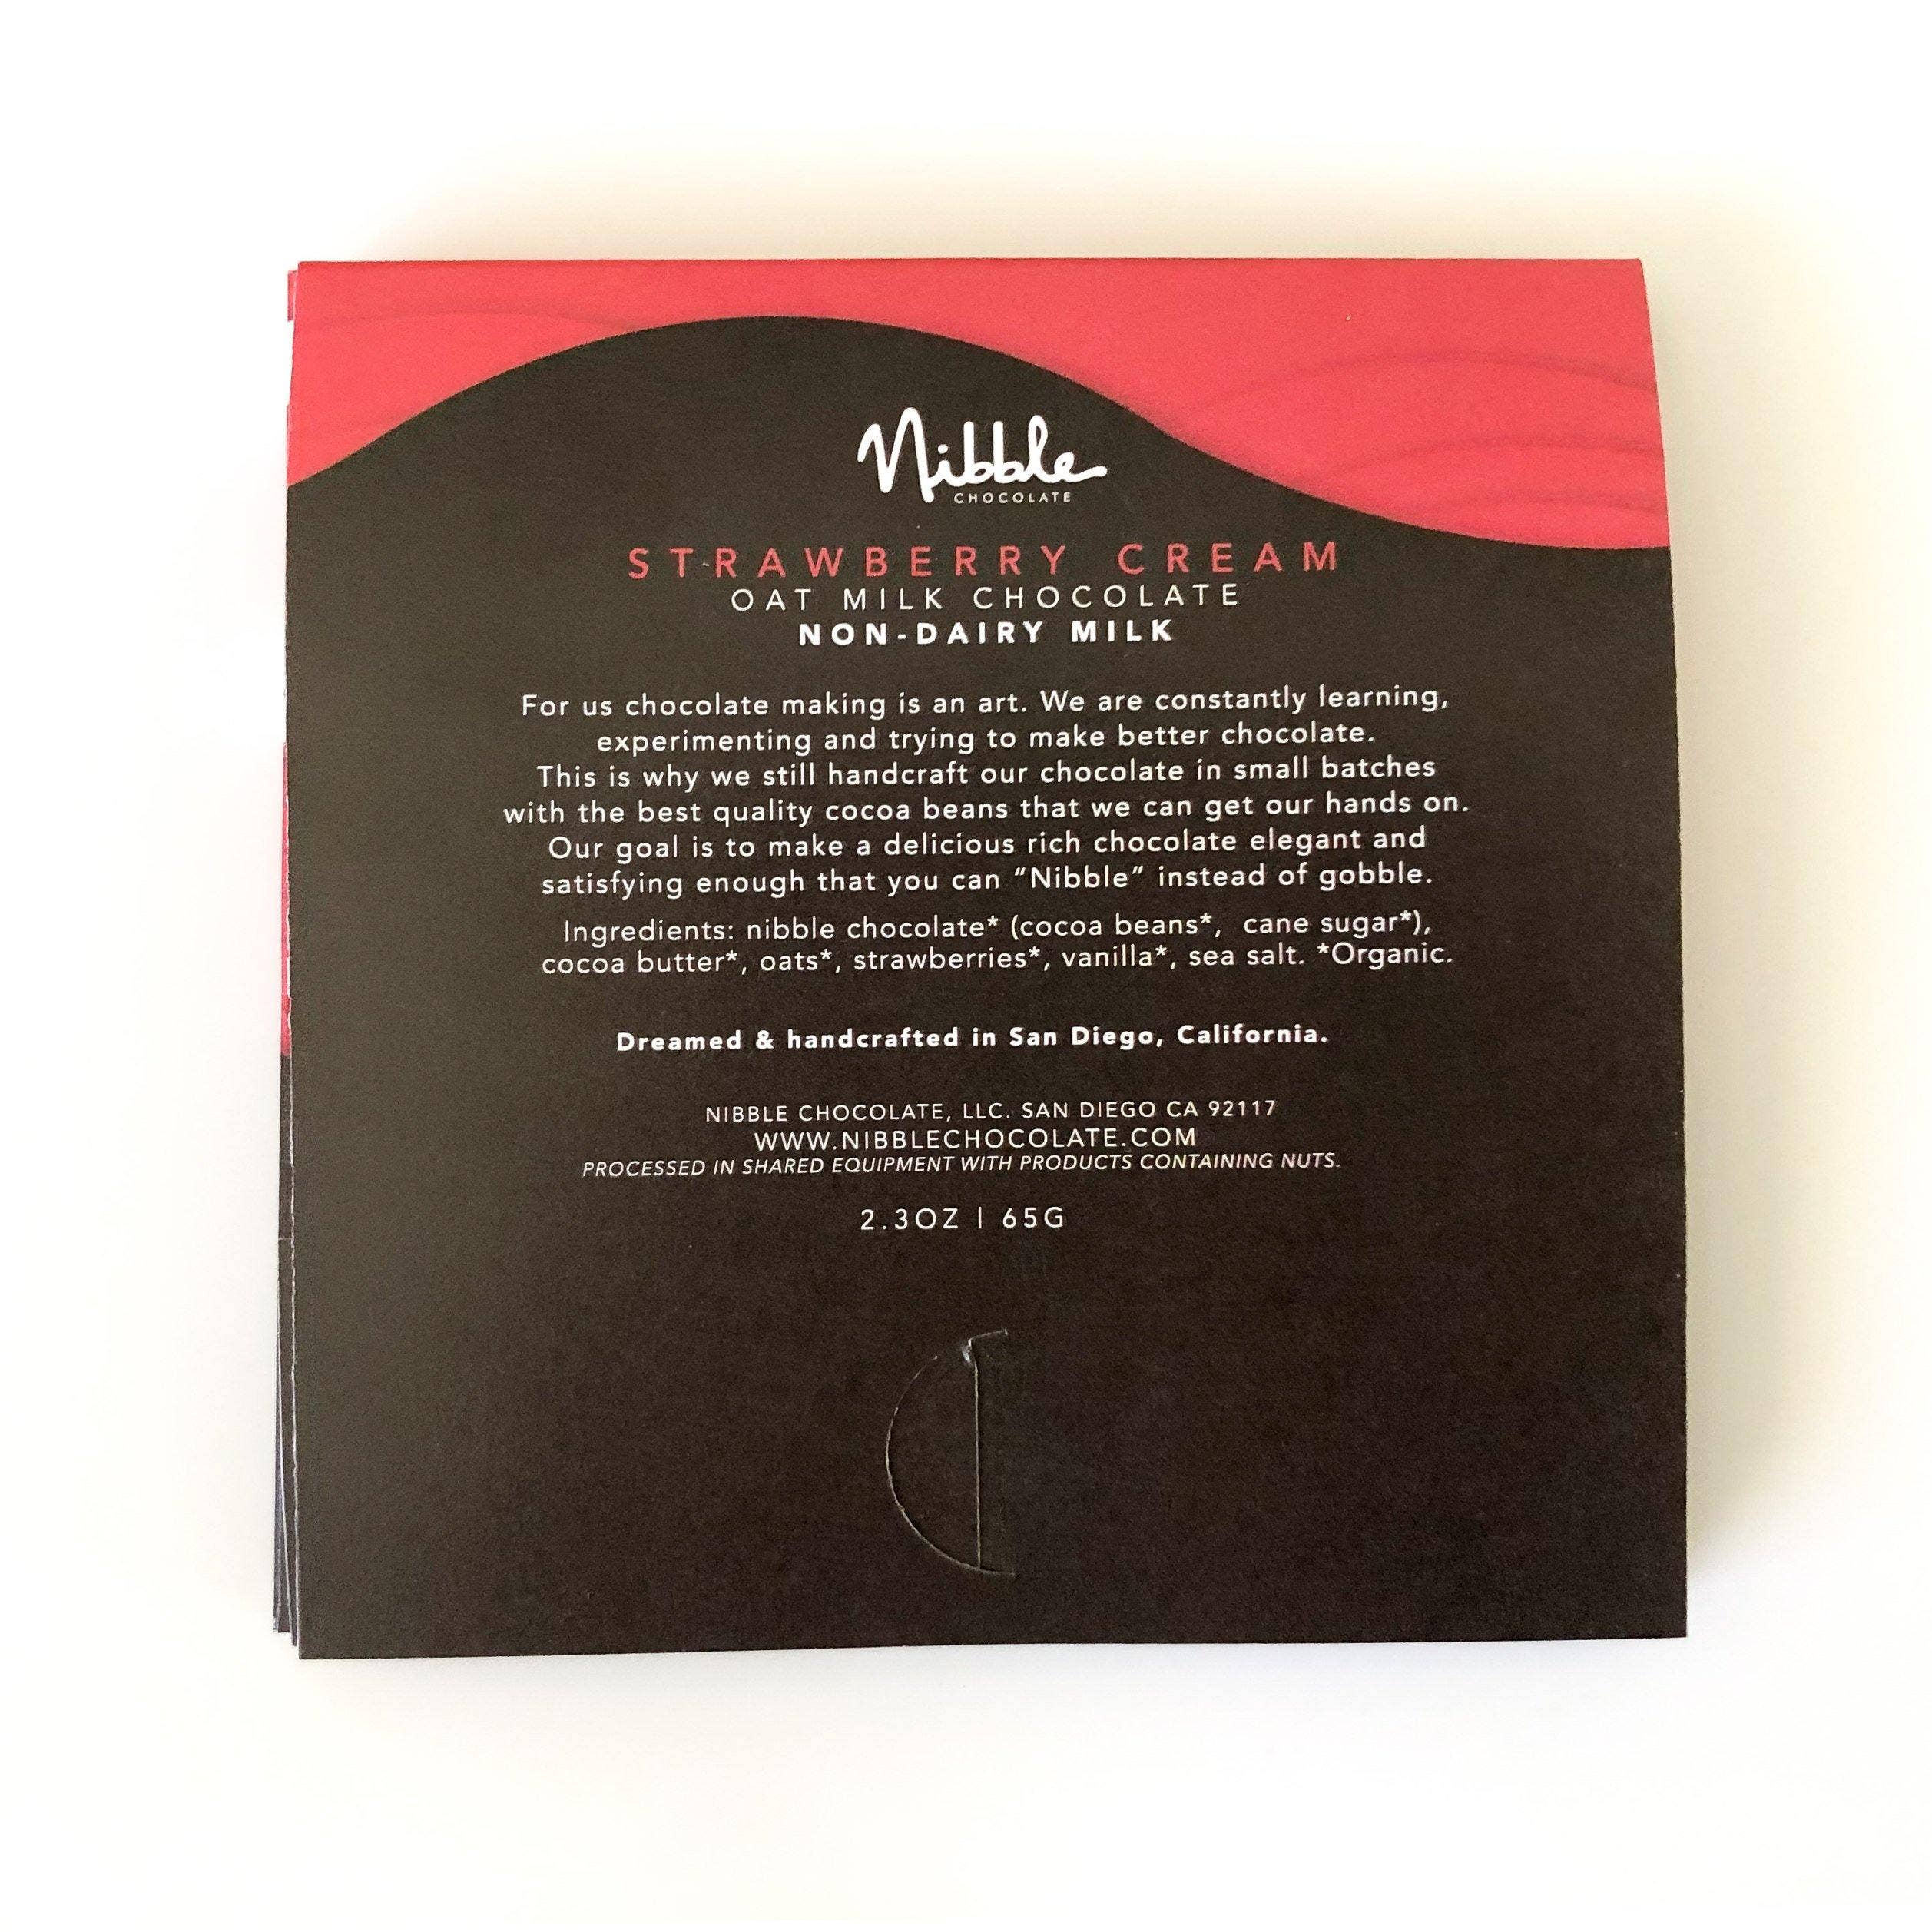 Nibble
CHOCOLATE
STRAWBERRY CREAM
OAT MILK CHOCOLATE
NON-DAIRY MILK
For us chocolate making is an art. We are constantly learning,
experimenting and trying to make better chocolate.
This is why we still handcraft our chocolate in small batches
with the best quality cocoa beans that we can get our hands on.
Our goal is to make a delicious rich chocolate elegant and
satisfying enough that you can “Nibble” instead of gobble.
Ingredients: nibble chocolate* (cocoa beans*, cane sugar*),
cocoa butter*, oats*, strawberries*, vanilla*, sea salt. *Organic.
Dreamed & handcrafted in San Diego, California.
NIBBLE CHOCOLATE, LLC. SAN DIEGO CA 92117
WWW.NIBBLECHOCOLATE.COM
PROCESSED IN SHARED EQUIPMENT WITH PRODUCTS CONTAINING NUTS.
2.3OZ | 65G